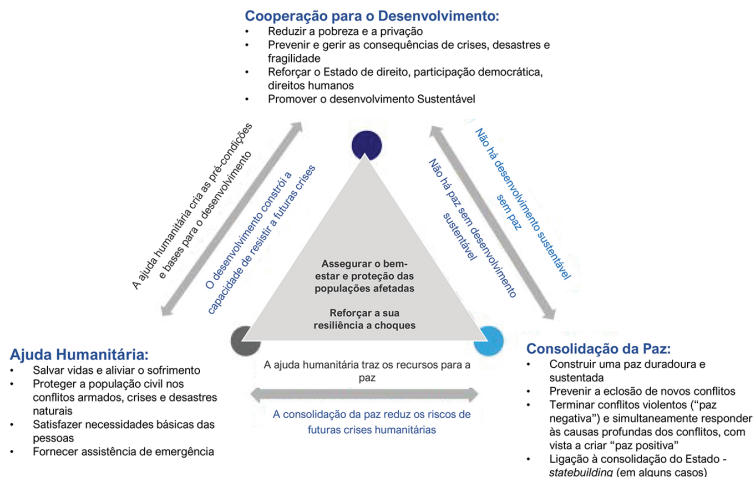 Cooperação para o Desenvolvimento:
• Reduzir a pobreza e a privação
• Prevenir e gerir as consequências de crises, desastres e
fragilidade
• Reforçar o Estado de direito, participação democrática,
direitos humanos
• Promover o desenvolvimento Sustentável
A ajuda humanitária cria as pré-condições
e bases para o desenvolvimento
O desenvolvimento constrói a
capacidade de resistir a futuras crises
Não há paz sem desenvolvimento
sustentável
Não há desenvolvimento sustentável
sem paz
Assegurar o bem-
estar e proteção das
populações afetadas
Reforçar a sua
resiliência a choques
Ajuda Humanitária:
• Salvar vidas e aliviar o sofrimento
• Proteger a população civil nos
conflitos armados, crises e desastres
naturais
• Satisfazer necessidades básicas das
pessoas
• Fornecer assistência de emergência
A ajuda humanitária traz os recursos para a
paz
A consolidação da paz reduz os riscos de
futuras crises humanitárias
Consolidação da Paz:
• Construir uma paz duradoura e
sustentada
• Prevenir a eclosão de novos conflitos
• Terminar conflitos violentos (“paz
negativa”) e simultaneamente responder
às causas profundas dos conflitos, com
vista a criar “paz positiva”
• Ligação à consolidação do Estado -
statebuilding (em alguns casos)